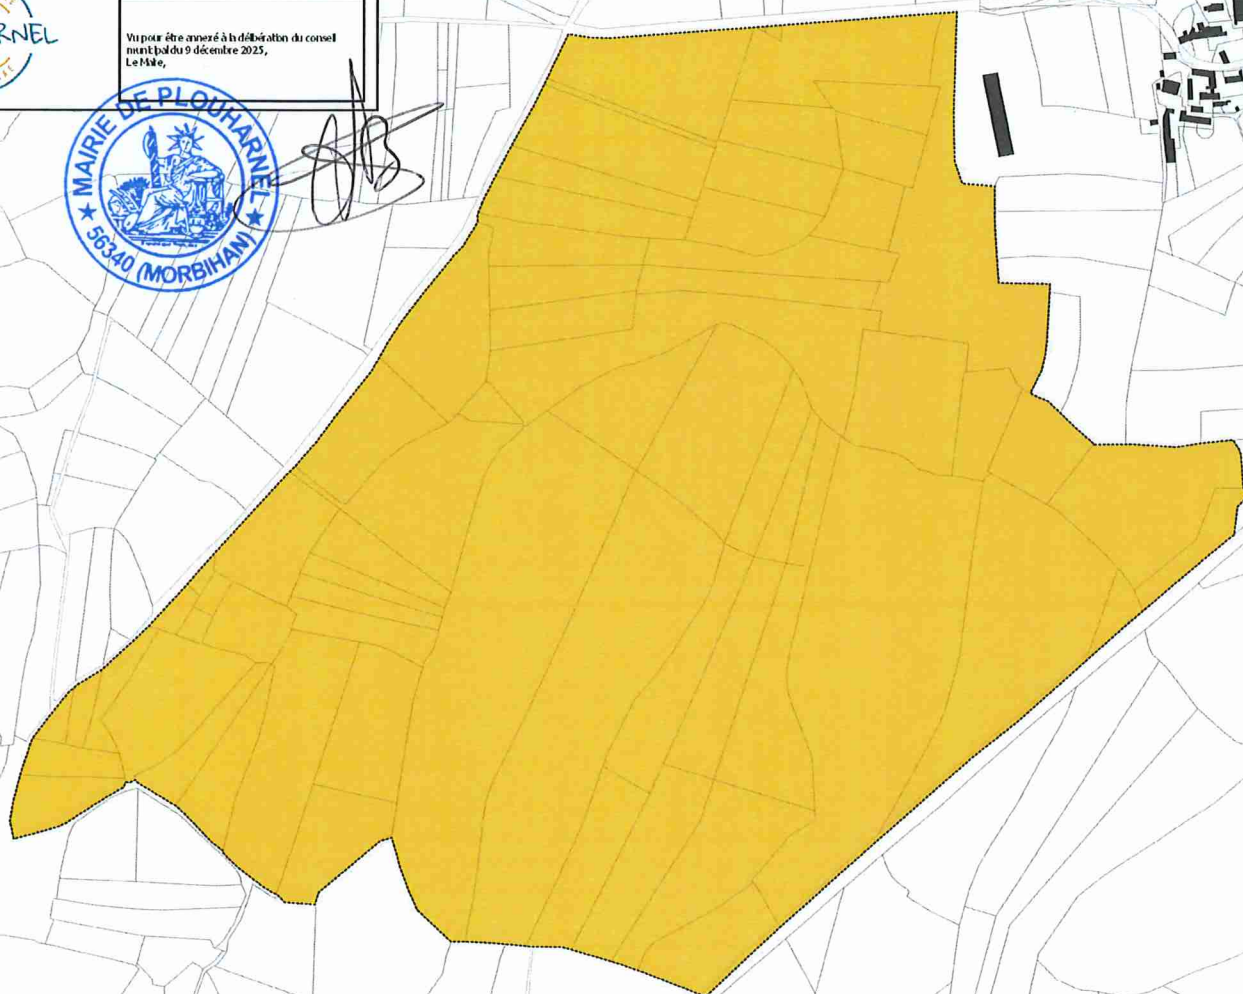 RNEL
Vu pour être annexé à la délibération du conseil
municipal du 9 décembre 2025,
Le Maire,
MAIRIE DE PLOUHARNEL
★ 56340 (MORBIHAN) ★